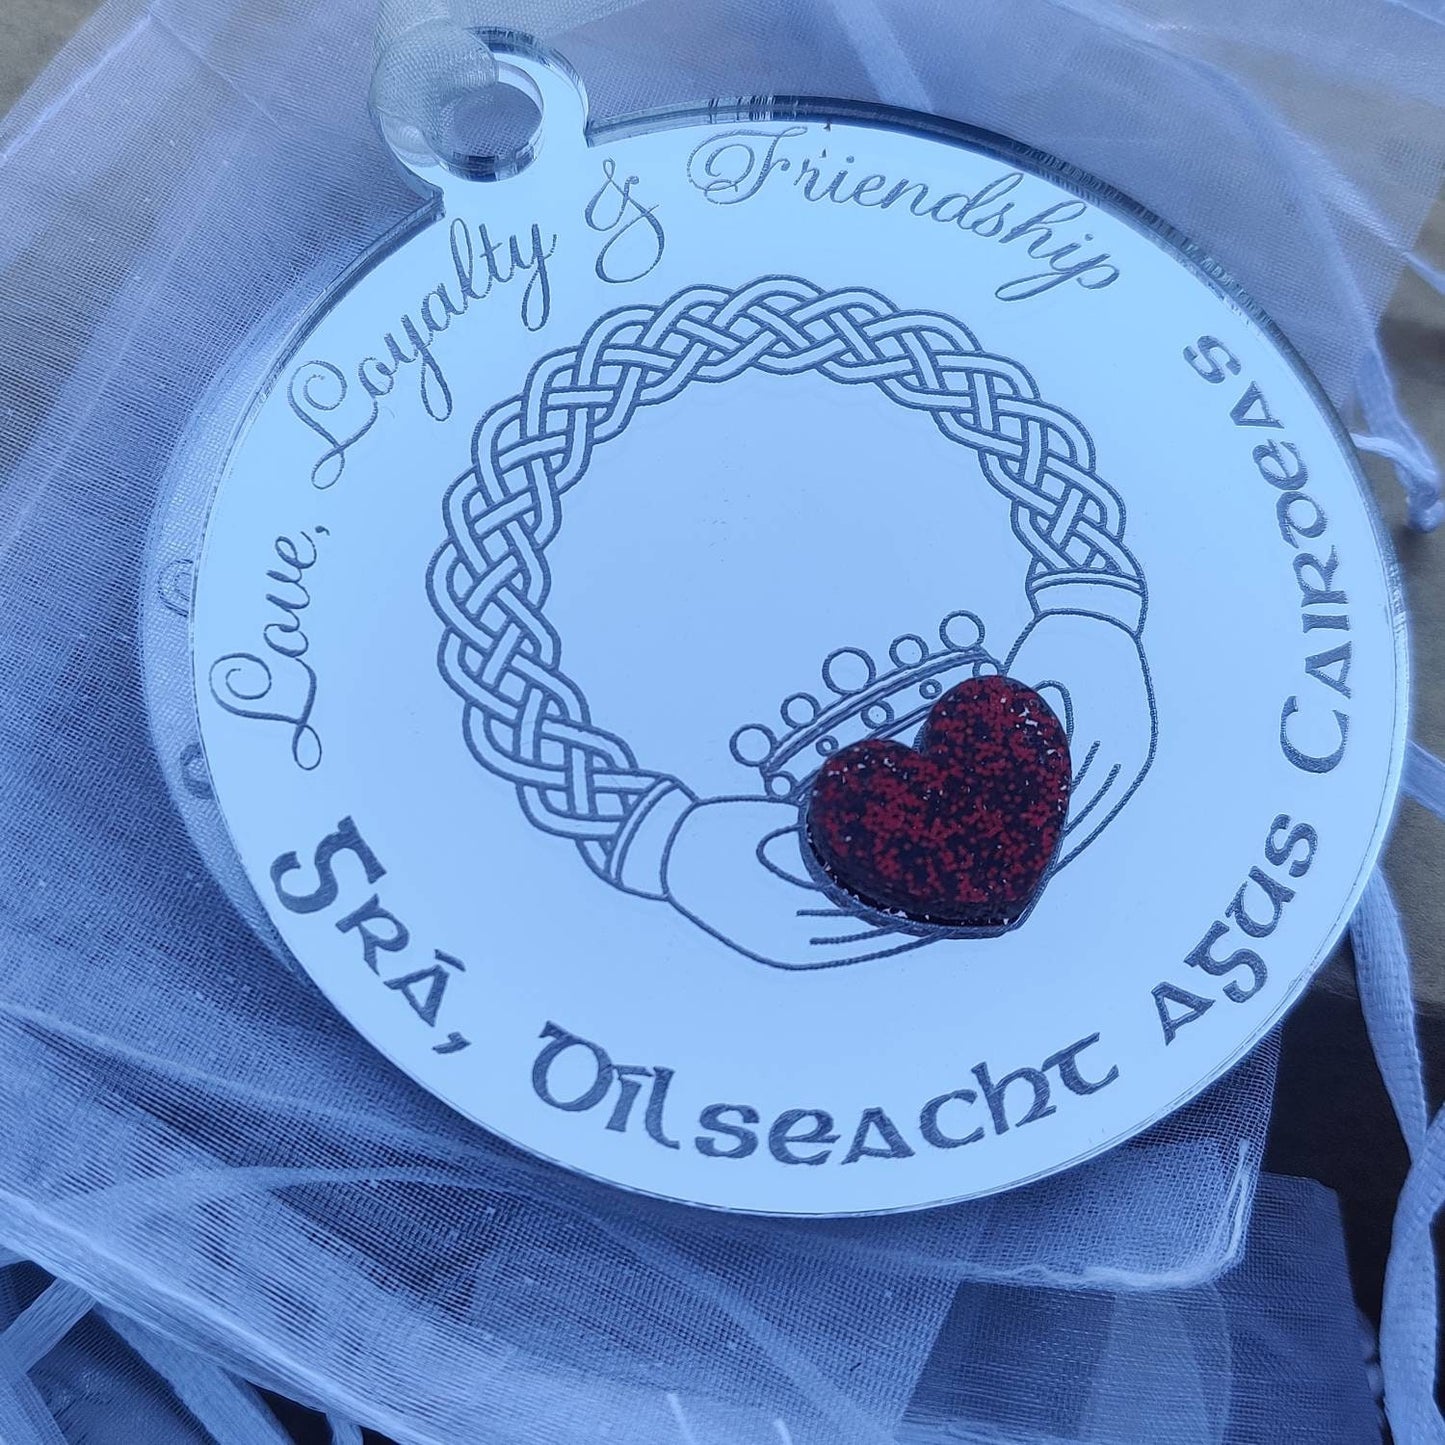 Love, Loyalty & Friendship
Grá, Dílseacht agus Cairdeas